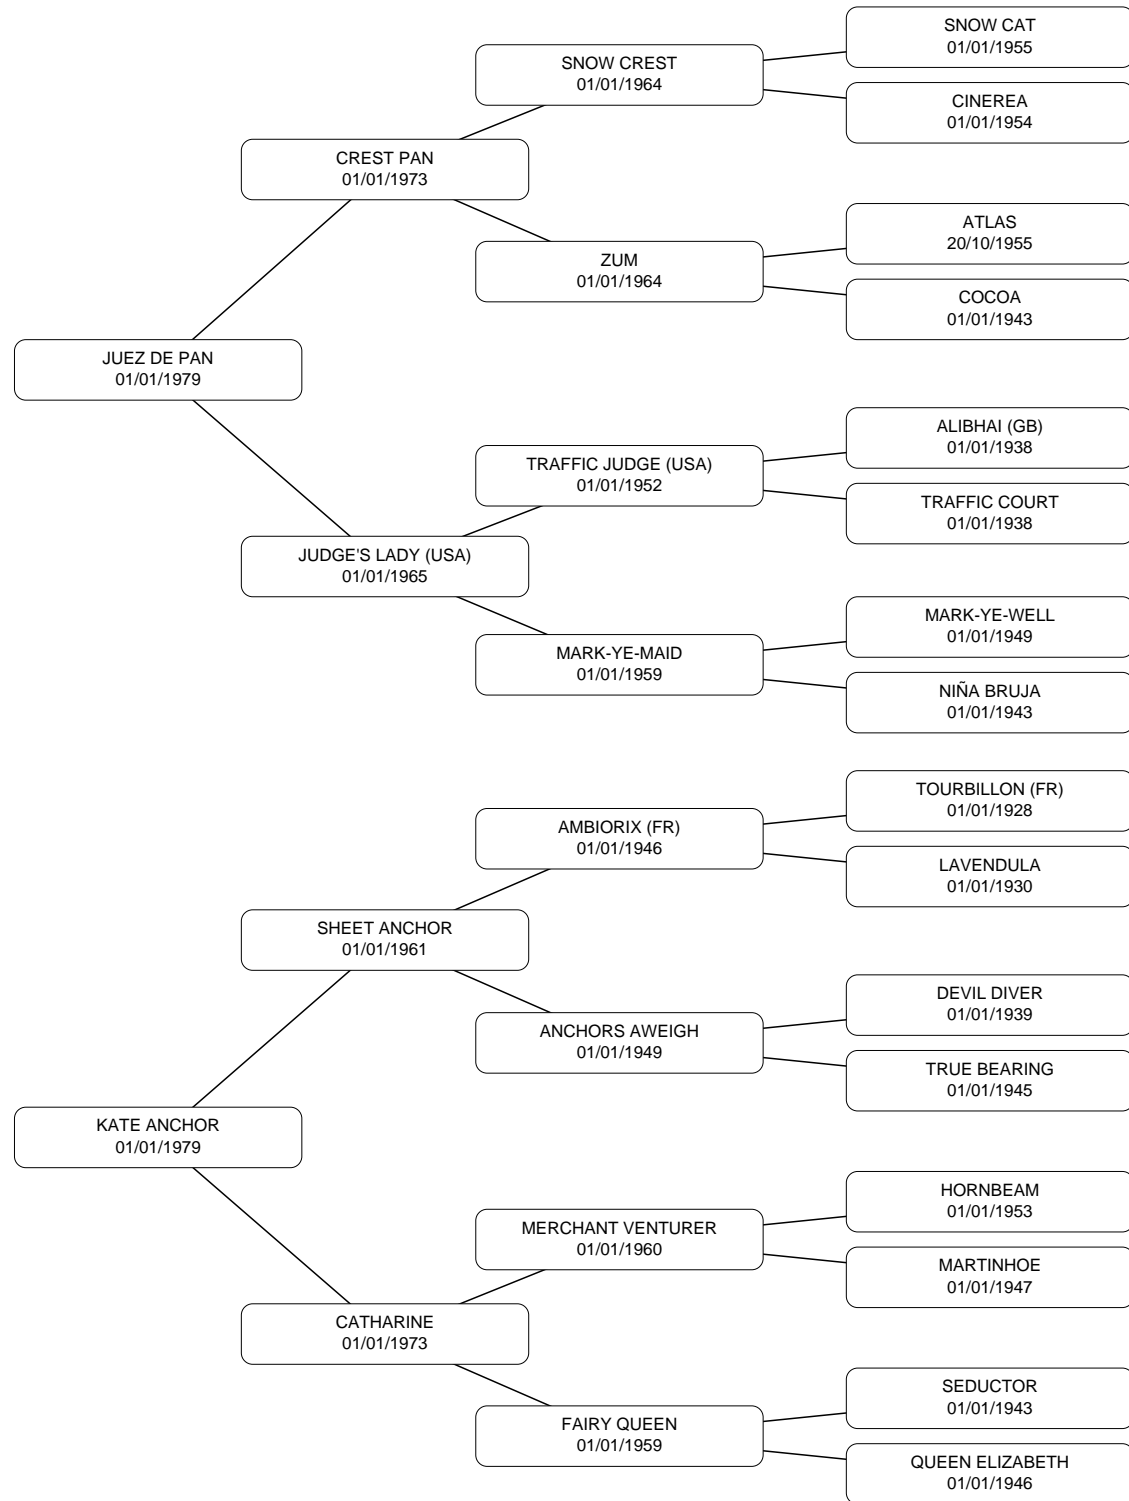 SNOW CAT
01/01/1955
SNOW CREST
01/01/1964
CINEREA
01/01/1954
CREST PAN
01/01/1973
ATLAS
20/10/1955
ZUM
01/01/1964
COCOA
01/01/1943
JUEZ DE PAN
01/01/1979
ALIBHAI (GB)
01/01/1938
TRAFFIC JUDGE (USA)
01/01/1952
TRAFFIC COURT
01/01/1938
JUDGE'S LADY (USA)
01/01/1965
MARK-YE-WELL
01/01/1949
MARK-YE-MAID
01/01/1959
NIÑA BRUJA
01/01/1943
TOURBILLON (FR)
01/01/1928
AMBIORIX (FR)
01/01/1946
LAVENDULA
01/01/1930
SHEET ANCHOR
01/01/1961
DEVIL DIVER
01/01/1939
ANCHORS AWEIGH
01/01/1949
TRUE BEARING
01/01/1945
KATE ANCHOR
01/01/1979
HORNBEAM
01/01/1953
MERCHANT VENTURER
01/01/1960
MARTINHOE
01/01/1947
CATHARINE
01/01/1973
SEDUCTOR
01/01/1943
FAIRY QUEEN
01/01/1959
QUEEN ELIZABETH
01/01/1946